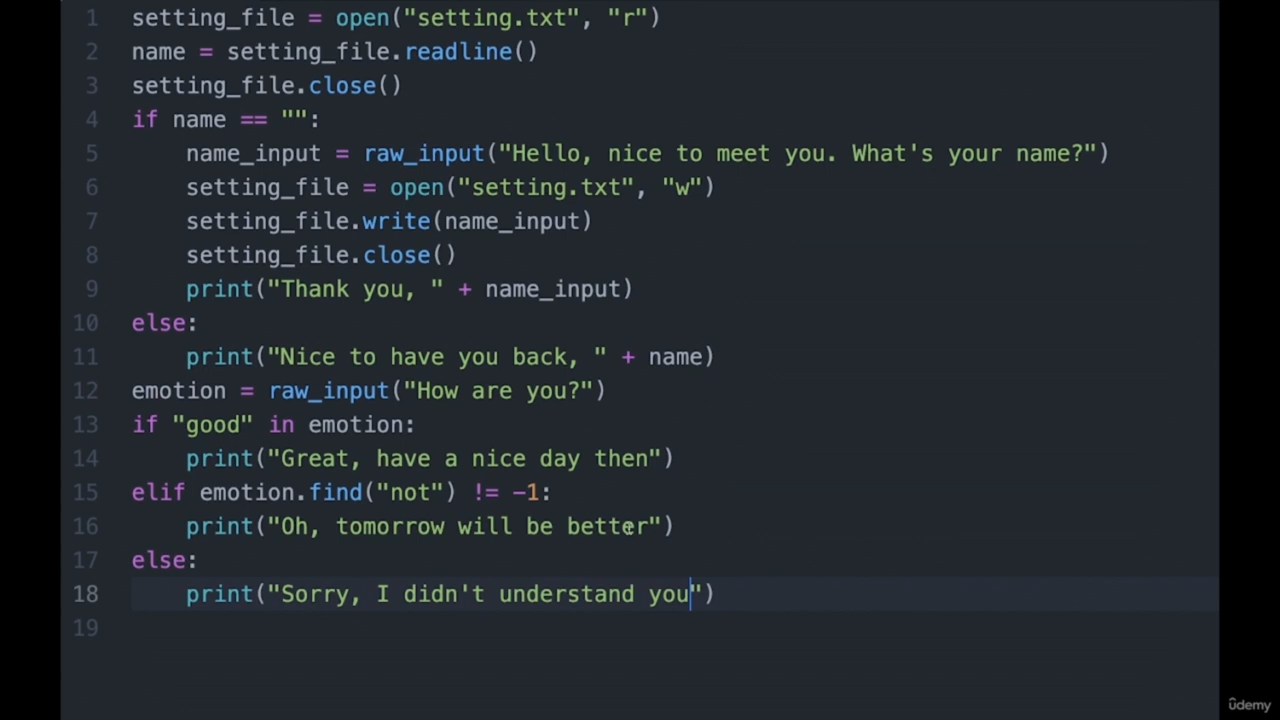 1 setting_file = open("setting.txt", "r")
2 name = setting_file.readline()
3 setting_file.close()
4 if name == "":
5     name_input = raw_input("Hello, nice to meet you. What's your name?")
6     setting_file = open("setting.txt", "w")
7     setting_file.write(name_input)
8     setting_file.close()
9     print("Thank you, " + name_input)
10 else:
11     print("Nice to have you back, " + name)
12 emotion = raw_input("How are you?")
13 if "good" in emotion:
14     print("Great, have a nice day then")
15 elif emotion.find("not") != -1:
16     print("Oh, tomorrow will be better")
17 else:
18     print("Sorry, I didn't understand you")
19
ûdemy